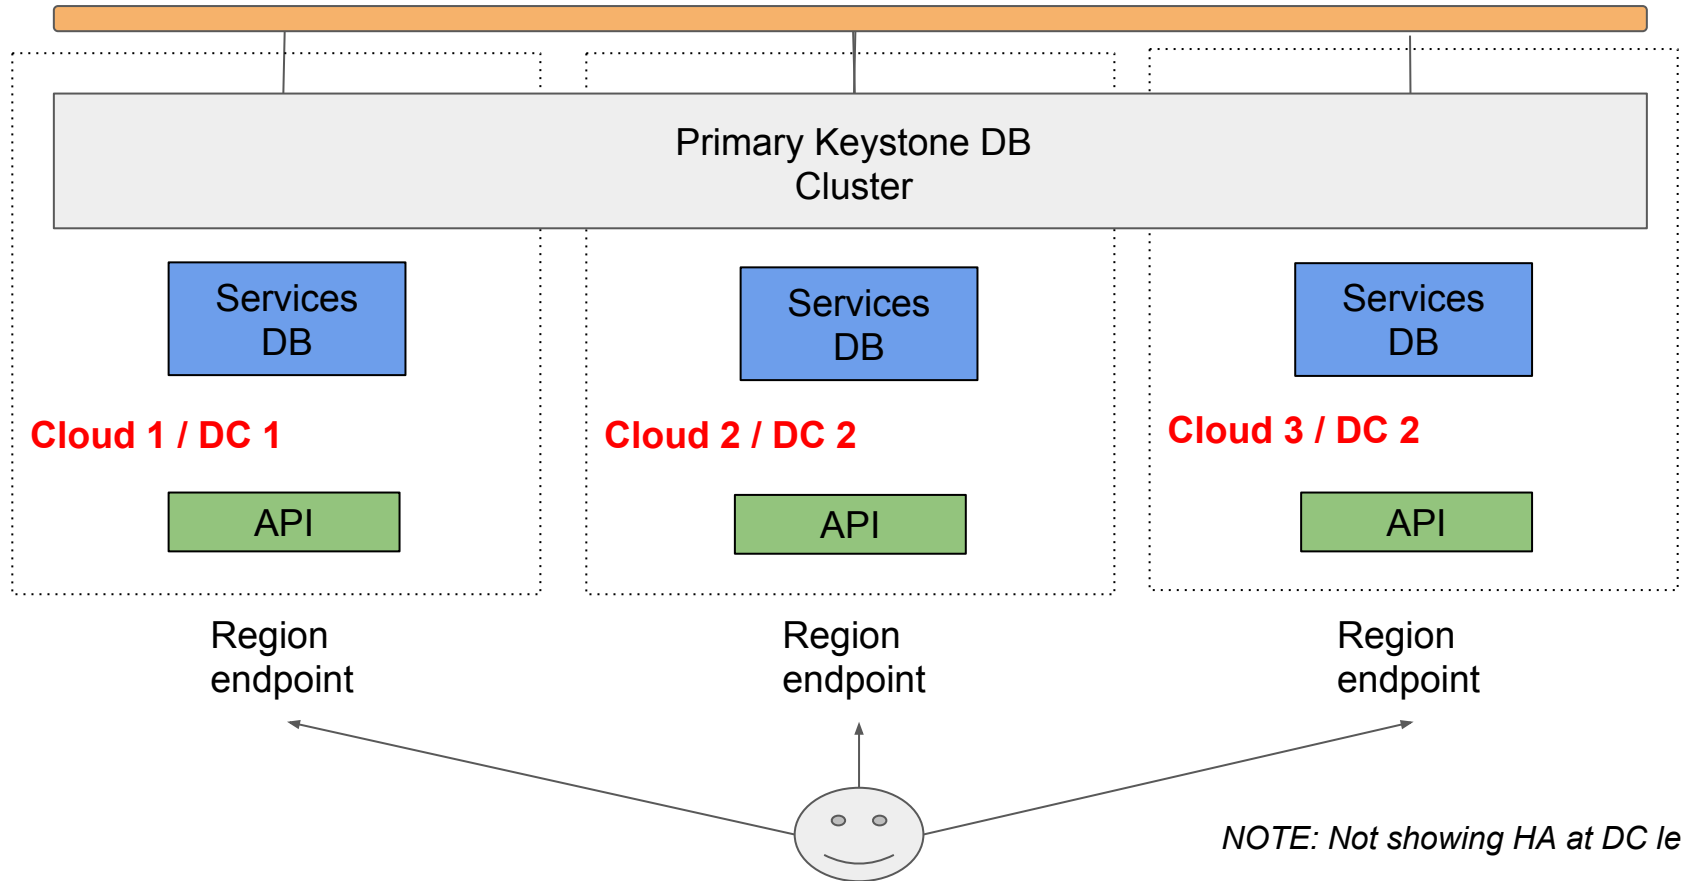 Primary Keystone DB
Cluster
Services
DB
Services
DB
Services
DB
Cloud 1 / DC 1
Cloud 2 / DC 2
Cloud 3 / DC 2
API
API
API
Region
endpoint
Region
endpoint
Region
endpoint
NOTE: Not showing HA at DC